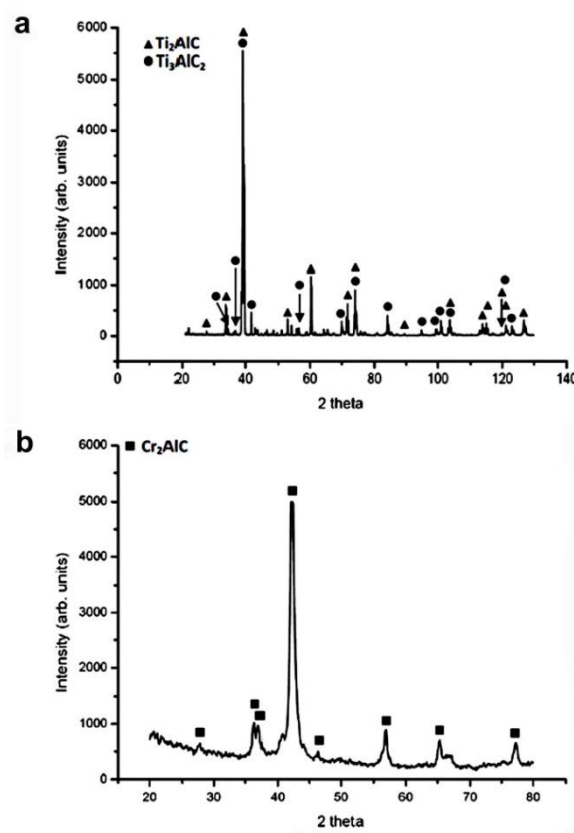 a
▲ Ti₂AlC
● Ti₃AlC₂
Intensity (arb. units)
6000
5000
4000
3000
2000
1000
0
0 20 40 60 80 100 120 140
2 theta
b
■ Cr₂AlC
Intensity (arb. units)
6000
5000
4000
3000
2000
1000
0
20 30 40 50 60 70 80
2 theta